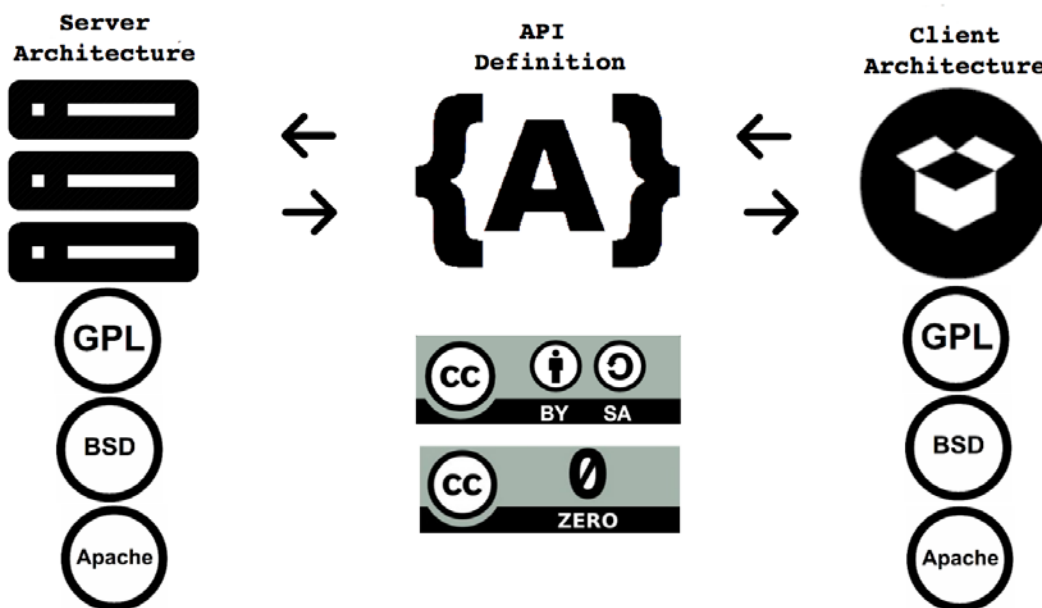 Server
Architecture
API
Definition
Client
Architecture
{A}
GPL
BSD
Apache
CC
BY SA
CC
0
ZERO
GPL
BSD
Apache